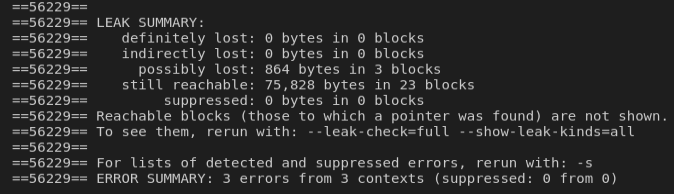 ==56229==
==56229== LEAK SUMMARY:
==56229==    definitely lost: 0 bytes in 0 blocks
==56229==    indirectly lost: 0 bytes in 0 blocks
==56229==      possibly lost: 864 bytes in 3 blocks
==56229==    still reachable: 75,828 bytes in 23 blocks
==56229==         suppressed: 0 bytes in 0 blocks
==56229== Reachable blocks (those to which a pointer was found) are not shown.
==56229== To see them, rerun with: --leak-check=full --show-leak-kinds=all
==56229==
==56229== For lists of detected and suppressed errors, rerun with: -s
==56229== ERROR SUMMARY: 3 errors from 3 contexts (suppressed: 0 from 0)